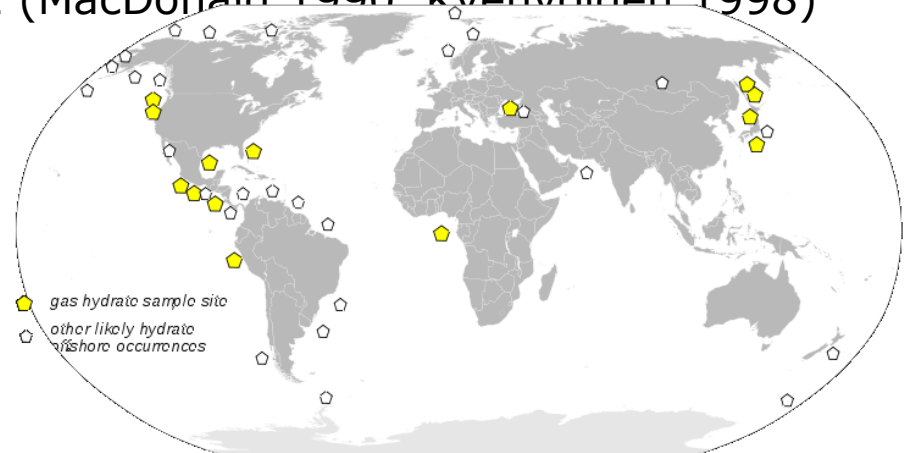 (MacDonald 1990, Kvenvolden 1998)
gas hydrate sample site
other likely hydrate
offshore occurrences